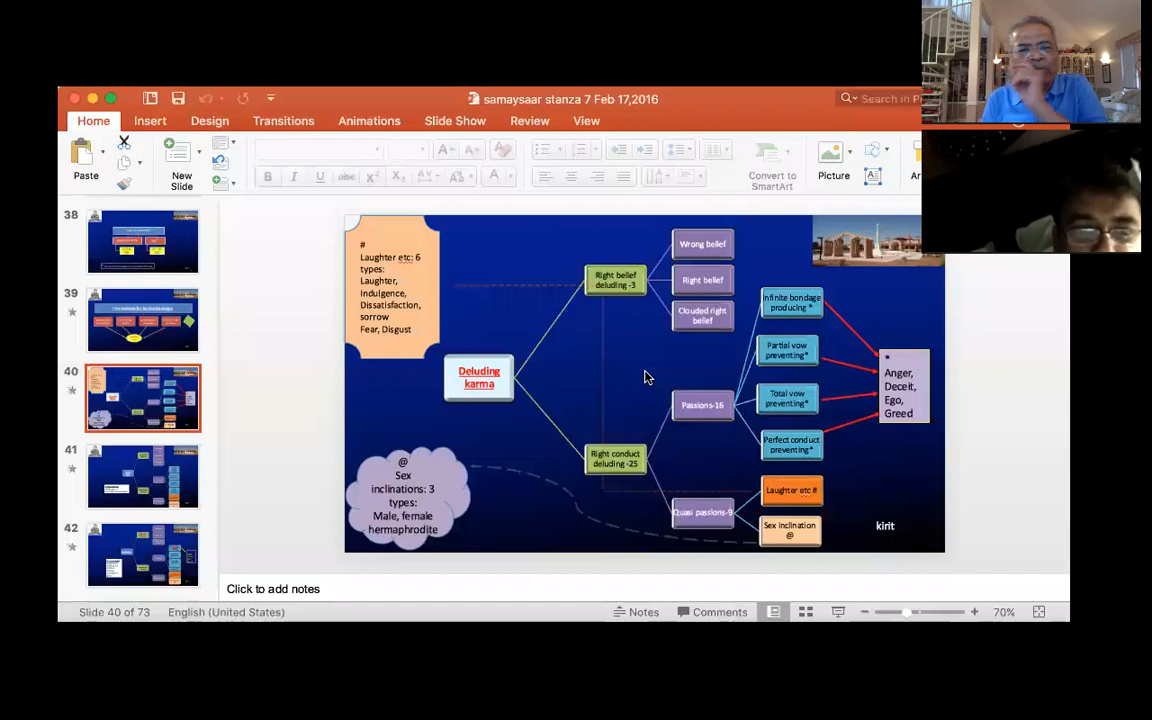 samaysaar stanza 7 Feb 17,2016
Search in
Home
Insert
Design
Transitions
Animations
Slide Show
Review
View
Paste
New
Slide
Convert to
SmartArt
Picture
38
39
40
41
42
#
Laughter etc: 6
types:
Laughter,
Indulgence,
Dissatisfaction,
sorrow
Fear, Disgust
Deluding
karma
@
Sex
inclinations: 3
types:
Male, female
hermaphrodite
Right belief
deluding -3
Right conduct
deluding -25
Wrong belief
Right belief
Clouded right
belief
Passions-16
Quasi passions-9
Infinite bondage
producing *
Partial vow
preventing*
Total vow
preventing*
Perfect conduct
preventing*
Laughter etc #
Sex inclination
@
*
Anger,
Deceit,
Ego,
Greed
kirit
Click to add notes
Slide 40 of 73
English (United States)
Notes
Comments
70%